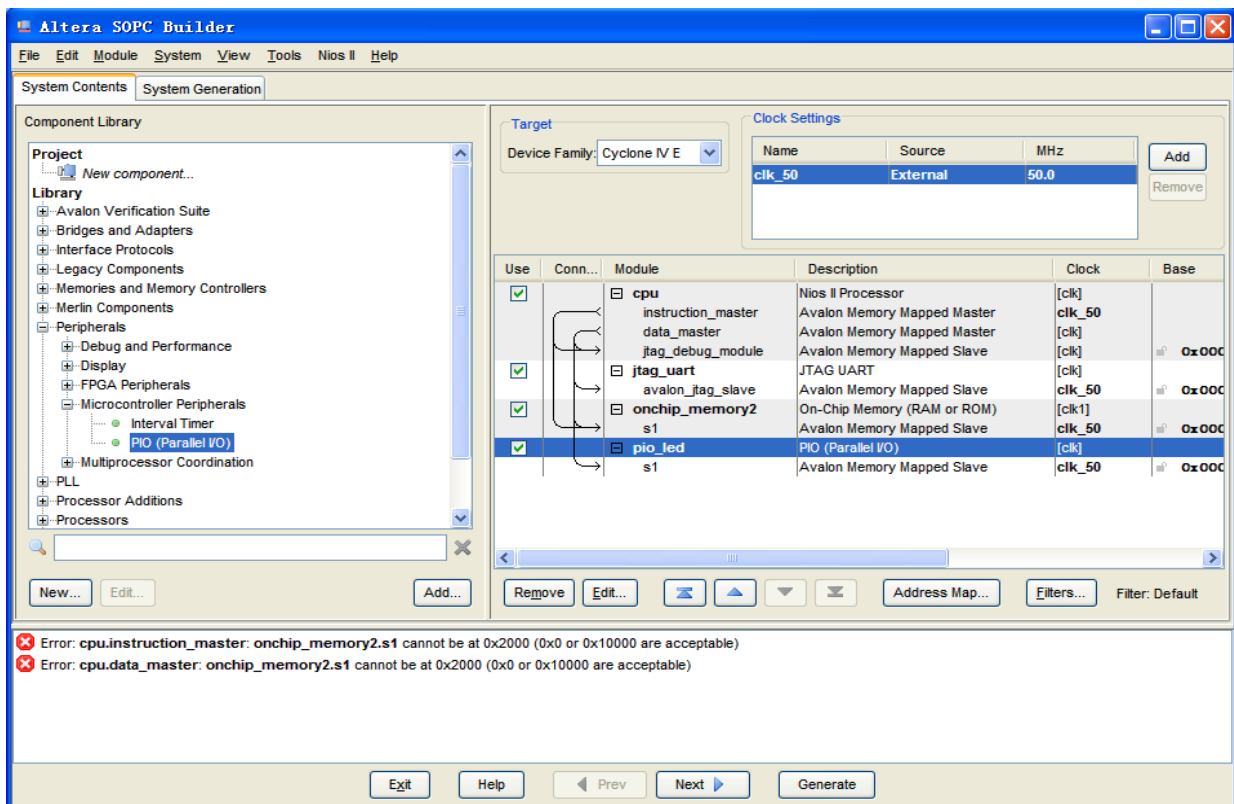 Altera SOPC Builder
File Edit Module System View Tools Nios II Help
System Contents System Generation
Component Library
Project
New component...
Library
Avalon Verification Suite
Bridges and Adapters
Interface Protocols
Legacy Components
Memories and Memory Controllers
Merlin Components
Peripherals
Debug and Performance
Display
FPGA Peripherals
Microcontroller Peripherals
Interval Timer
PIO (Parallel I/O)
Multiprocessor Coordination
PLL
Processor Additions
Processors
New... Edit... Add...
Target
Device Family: Cyclone IV E
Clock Settings
Name Source MHz
clk_50 External 50.0
Add
Remove
Use Conn... Module Description Clock Base
cpu Nios II Processor [clk]
instruction_master Avalon Memory Mapped Master clk_50
data_master Avalon Memory Mapped Master [clk]
jtag_debug_module Avalon Memory Mapped Slave [clk] 0x000
jtag_uart JTAG UART [clk]
avalon_jtag_slave Avalon Memory Mapped Slave clk_50 0x000
onchip_memory2 On-Chip Memory (RAM or ROM) [clk1]
s1 Avalon Memory Mapped Slave clk_50 0x000
pio_led PIO (Parallel I/O) [clk]
s1 Avalon Memory Mapped Slave clk_50 0x000
Remove Edit... Address Map... Filters... Filter: Default
Error: cpu.instruction_master: onchip_memory2.s1 cannot be at 0x2000 (0x0 or 0x10000 are acceptable)
Error: cpu.data_master: onchip_memory2.s1 cannot be at 0x2000 (0x0 or 0x10000 are acceptable)
Exit Help Prev Next Generate